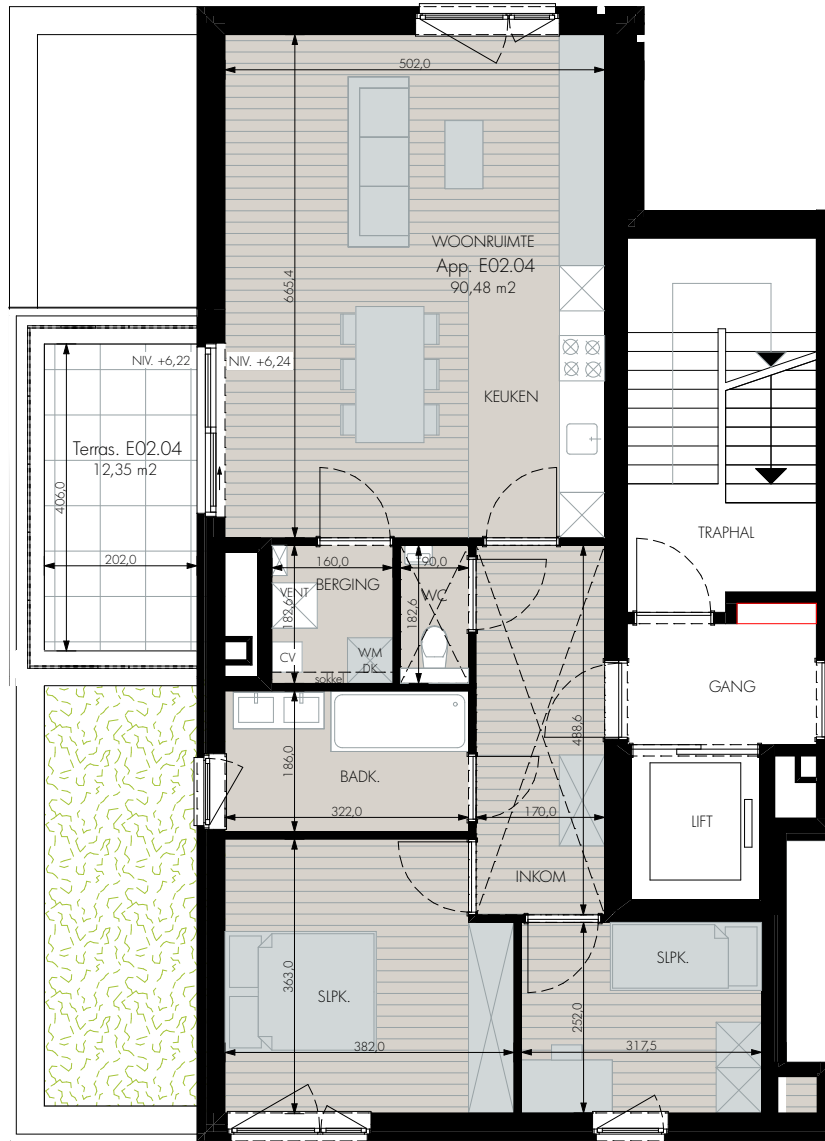 502,0
WOONRUIMTE
App. E02.04
90,48 m2
665,4
NIV. +6,22
NIV. +6,24
KEUKEN
Terras. E02.04
12,35 m2
406,0
202,0
TRAPHAL
160,0
90,0
BERGING
VENT
182,6
WC
182,6
CV
WM
DK
sokkel
GANG
488,6
186,0
BADK.
322,0
170,0
LIFT
INKOM
363,0
SLPK.
382,0
SLPK.
252,0
317,5